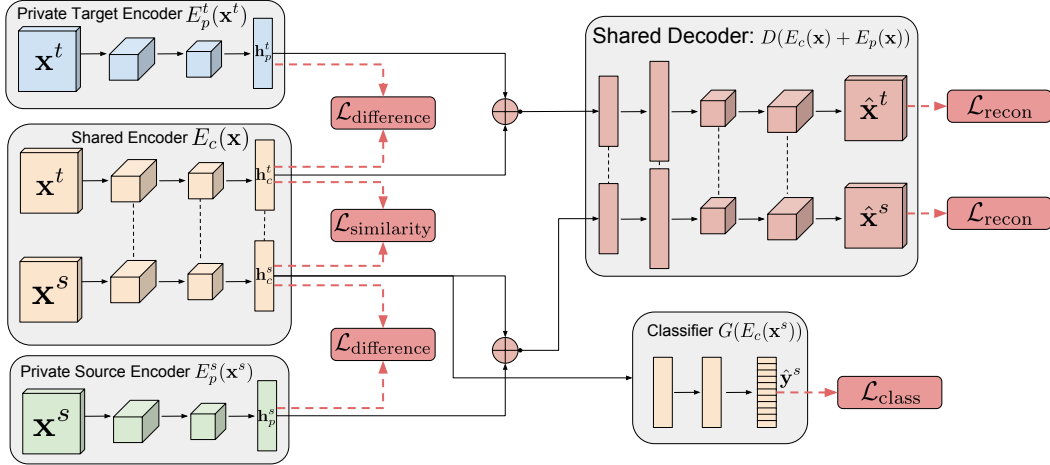 Private Target Encoder $E_p^t(\mathbf{x}^t)$
$\mathbf{x}^t$
$\mathbf{h}_p^t$
$\mathcal{L}_{\text{difference}}$
Shared Encoder $E_c(\mathbf{x})$
$\mathbf{x}^t$
$\mathbf{h}_c^t$
$\mathcal{L}_{\text{similarity}}$
$\mathbf{x}^s$
$\mathbf{h}_c^s$
$\mathcal{L}_{\text{difference}}$
Private Source Encoder $E_p^s(\mathbf{x}^s)$
$\mathbf{x}^s$
$\mathbf{h}_p^s$
Shared Decoder: $D(E_c(\mathbf{x}) + E_p(\mathbf{x}))$
$\hat{\mathbf{x}}^t$
$\mathcal{L}_{\text{recon}}$
$\hat{\mathbf{x}}^s$
$\mathcal{L}_{\text{recon}}$
Classifier $G(E_c(\mathbf{x}^s))$
$\hat{\mathbf{y}}^s$
$\mathcal{L}_{\text{class}}$